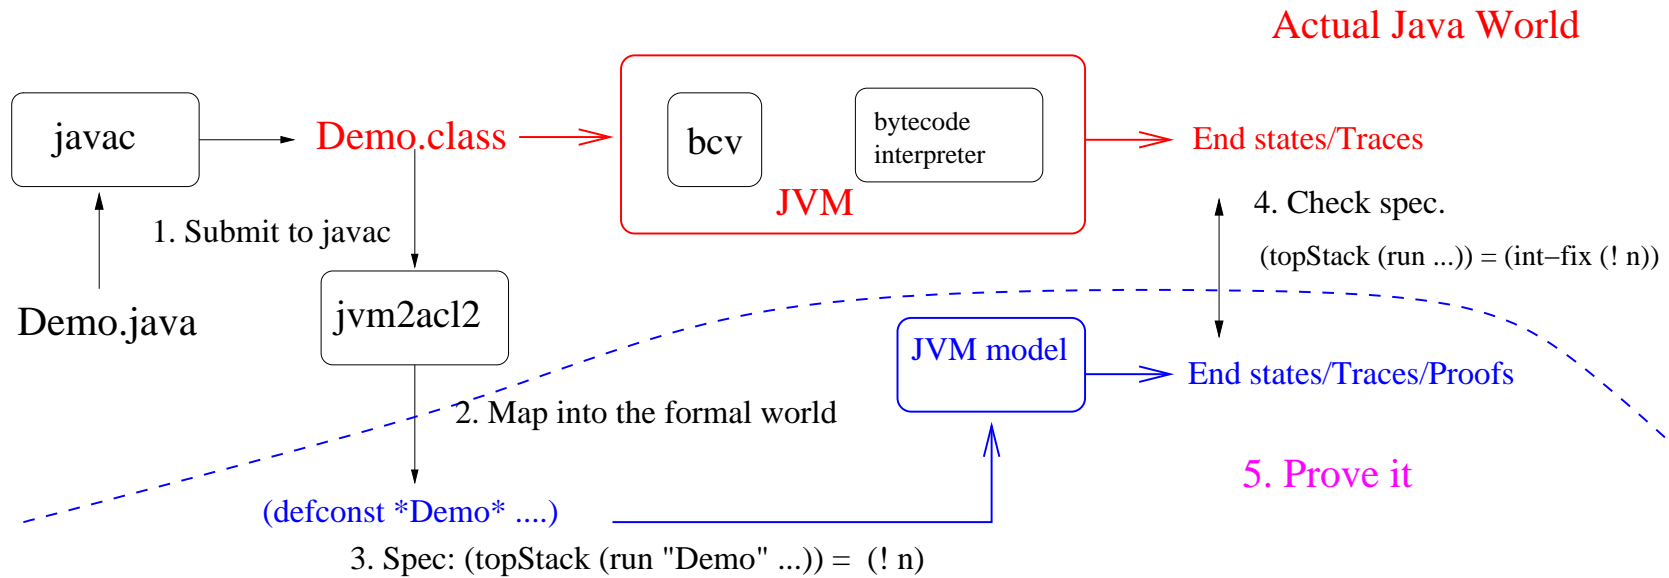 Actual Java World
javac
Demo.class
bcv
bytecode
interpreter
JVM
End states/Traces
4. Check spec.
(topStack (run ...)) = (int−fix (! n))
1. Submit to javac
Demo.java
jvm2acl2
JVM model
End states/Traces/Proofs
2. Map into the formal world
5. Prove it
(defconst *Demo* ....)
3. Spec: (topStack (run "Demo" ...)) = (! n)